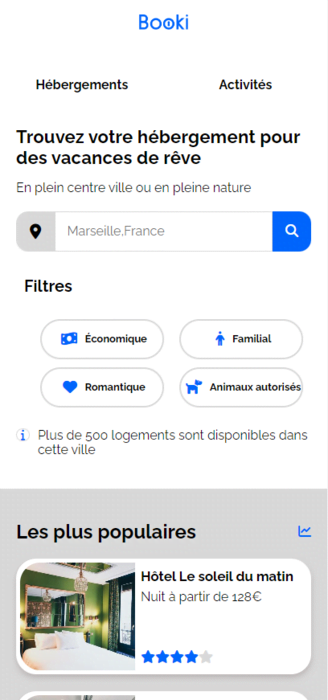 Booki
Hébergements
Activités
Trouvez votre hébergement pour
des vacances de rêve
En plein centre ville ou en pleine nature
Marseille,France
Filtres
Économique
Familial
Romantique
Animaux autorisés
Plus de 500 logements sont disponibles dans
cette ville
Les plus populaires
Hôtel Le soleil du matin
Nuit à partir de 128€